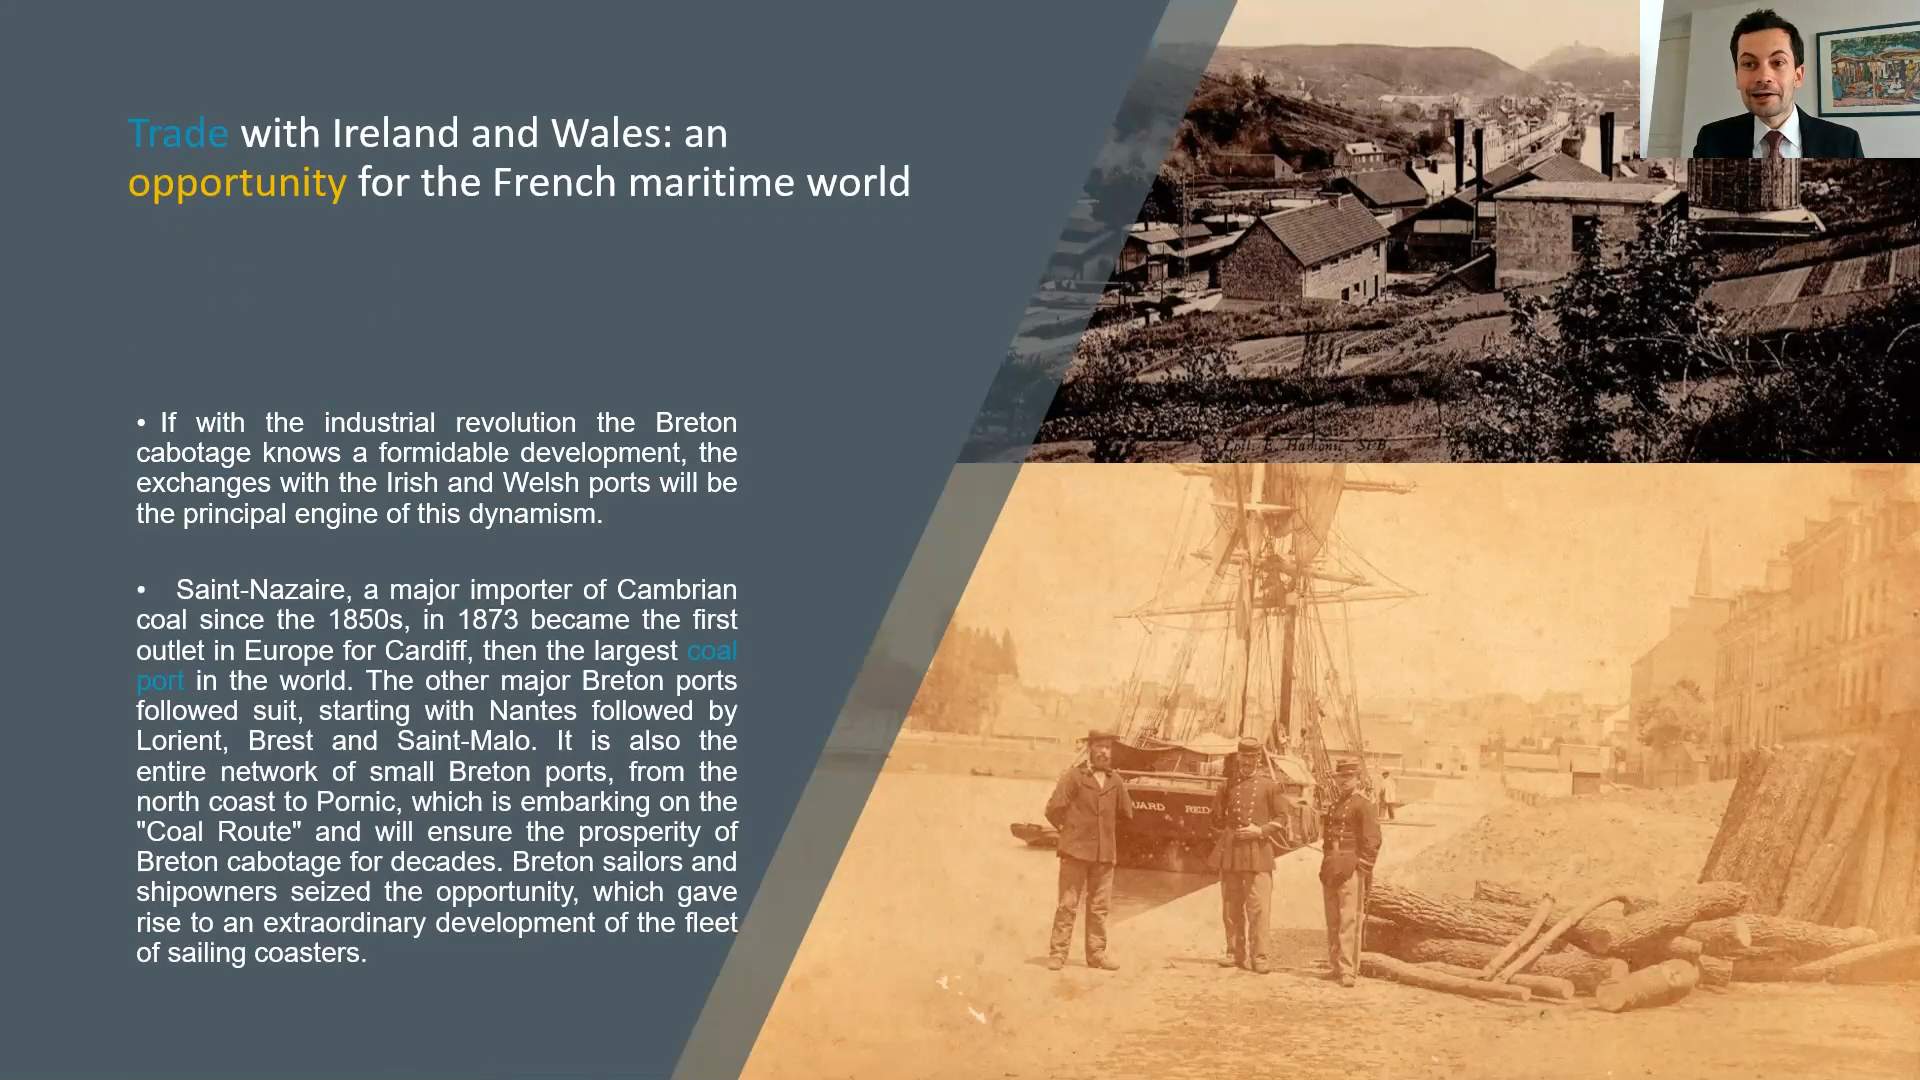 Trade with Ireland and Wales: an
opportunity for the French maritime world
• If with the industrial revolution the Breton
cabotage knows a formidable development, the
exchanges with the Irish and Welsh ports will be
the principal engine of this dynamism.
• Saint-Nazaire, a major importer of Cambrian
coal since the 1850s, in 1873 became the first
outlet in Europe for Cardiff, then the largest coal
port in the world. The other major Breton ports
followed suit, starting with Nantes followed by
Lorient, Brest and Saint-Malo. It is also the
entire network of small Breton ports, from the
north coast to Pornic, which is embarking on the
"Coal Route" and will ensure the prosperity of
Breton cabotage for decades. Breton sailors and
shipowners seized the opportunity, which gave
rise to an extraordinary development of the fleet
of sailing coasters.
Coll. E. Hamonic, St-B.
UARD RED